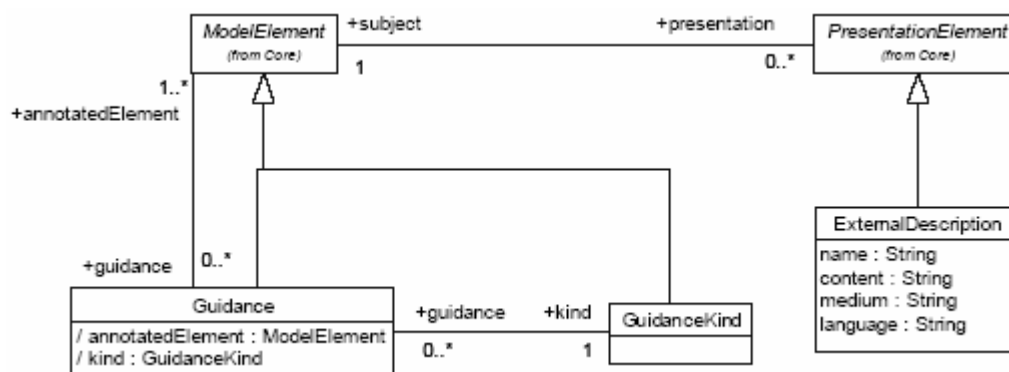 ModelElement
(from Core)
+subject
+presentation
PresentationElement
(from Core)
1
0..*
1..*
+annotatedElement
ExternalDescription
name : String
content : String
medium : String
language : String
+guidance
0..*
Guidance
/ annotatedElement : ModelElement
/ kind : GuidanceKind
+guidance
+kind
0..*
1
GuidanceKind